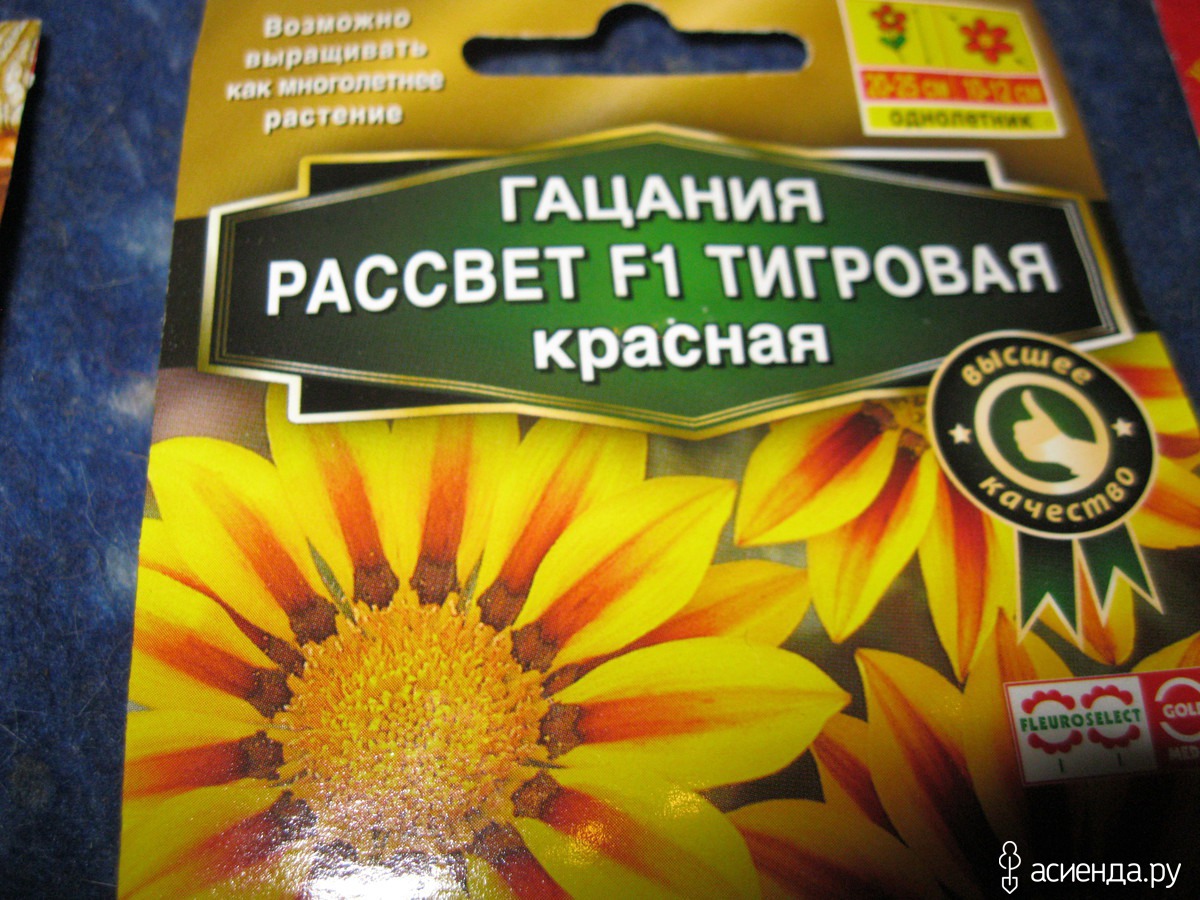 Возможно
выращивать
как многолетнее
растение
20-25 см 10-12 см
однолетник
ГАЦАНИЯ
РАССВЕТ F1 ТИГРОВАЯ
красная
высшее
качество
FLEUROSELECT
асиенда.ру